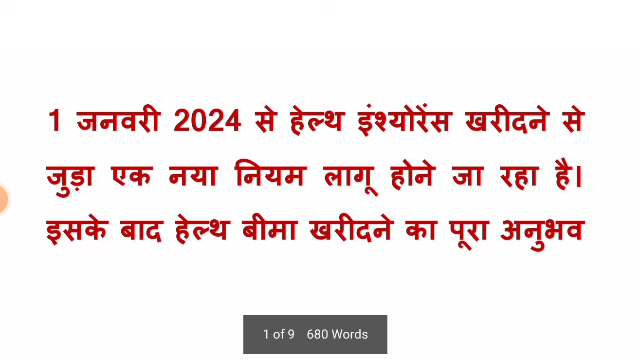 1 जनवरी 2024 से हेल्थ इंश्योरेंस खरीदने से
जुड़ा एक नया नियम लागू होने जा रहा है।
इसके बाद हेल्थ बीमा खरीदने का पूरा अनुभव
1 of 9 680 Words